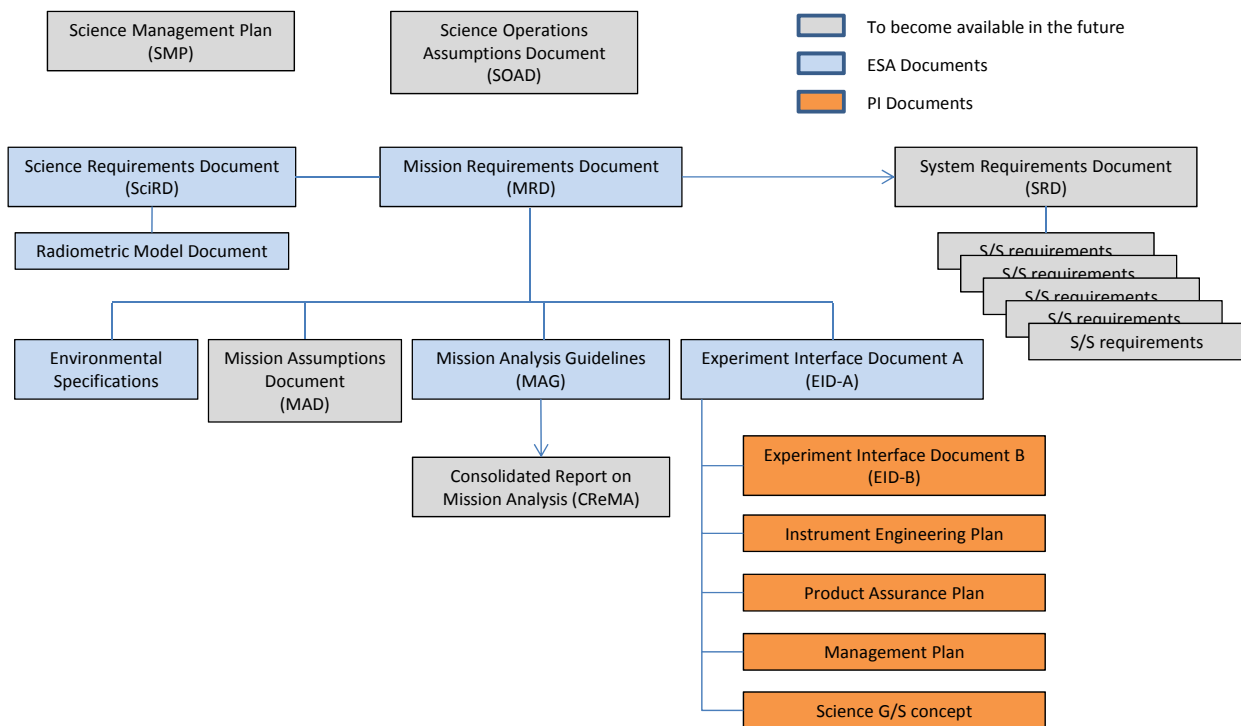 Science Management Plan
(SMP)
Science Operations
Assumptions Document
(SOAD)
To become available in the future
ESA Documents
PI Documents
Science Requirements Document
(SciRD)
Mission Requirements Document
(MRD)
System Requirements Document
(SRD)
Radiometric Model Document
S/S requirements
S/S requirements
S/S requirements
S/S requirements
S/S requirements
Environmental
Specifications
Mission Assumptions
Document
(MAD)
Mission Analysis Guidelines
(MAG)
Experiment Interface Document A
(EID-A)
Consolidated Report on
Mission Analysis (CReMA)
Experiment Interface Document B
(EID-B)
Instrument Engineering Plan
Product Assurance Plan
Management Plan
Science G/S concept